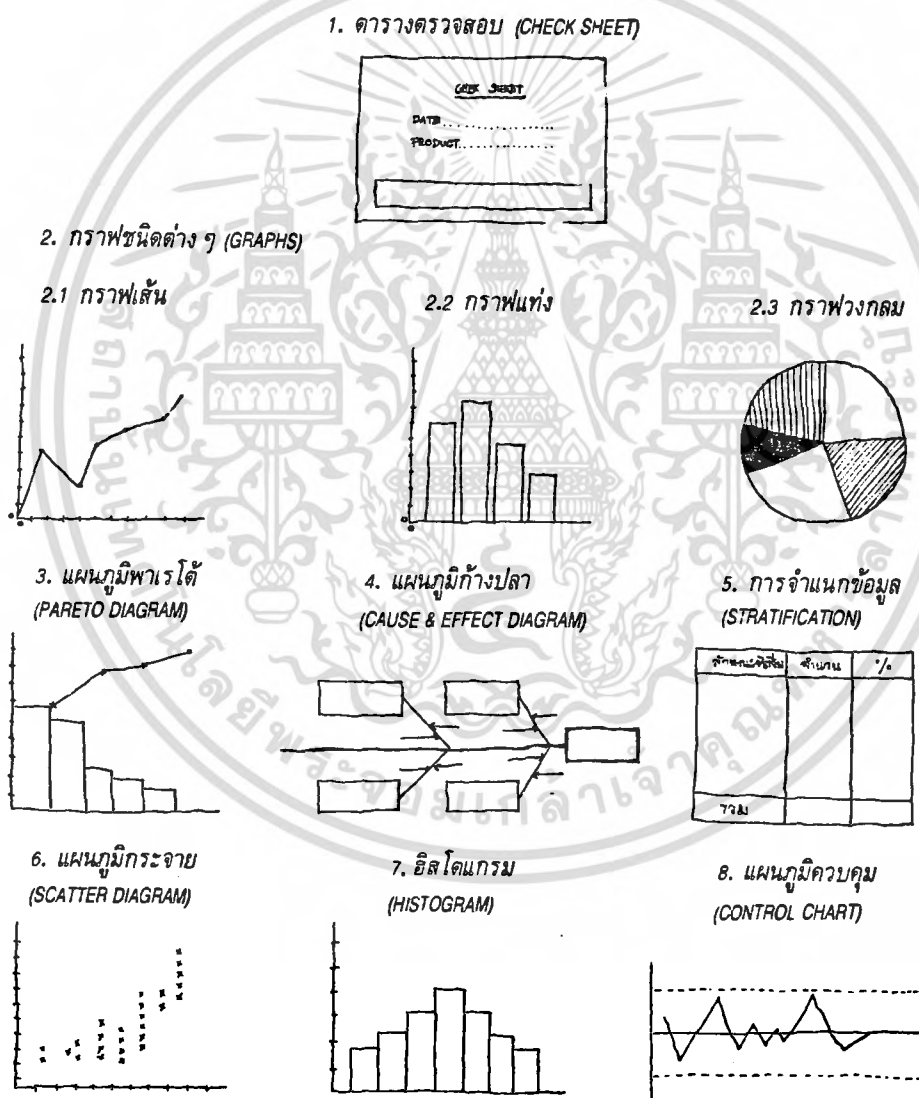 1. ตารางตรวจสอบ (CHECK SHEET)
CHECK SHEET
DATE....................
PRODUCT..................
2. กราฟชนิดต่าง ๆ (GRAPHS)
2.1 กราฟเส้น
2.2 กราฟแท่ง
2.3 กราฟวงกลม
3. แผนภูมิพาเรโต้
(PARETO DIAGRAM)
4. แผนภูมิก้างปลา
(CAUSE & EFFECT DIAGRAM)
5. การจำแนกข้อมูล
(STRATIFICATION)
จำนวน
%
รวม
6. แผนภูมิกระจาย
(SCATTER DIAGRAM)
7. ฮิสโตแกรม
(HISTOGRAM)
8. แผนภูมิควบคุม
(CONTROL CHART)